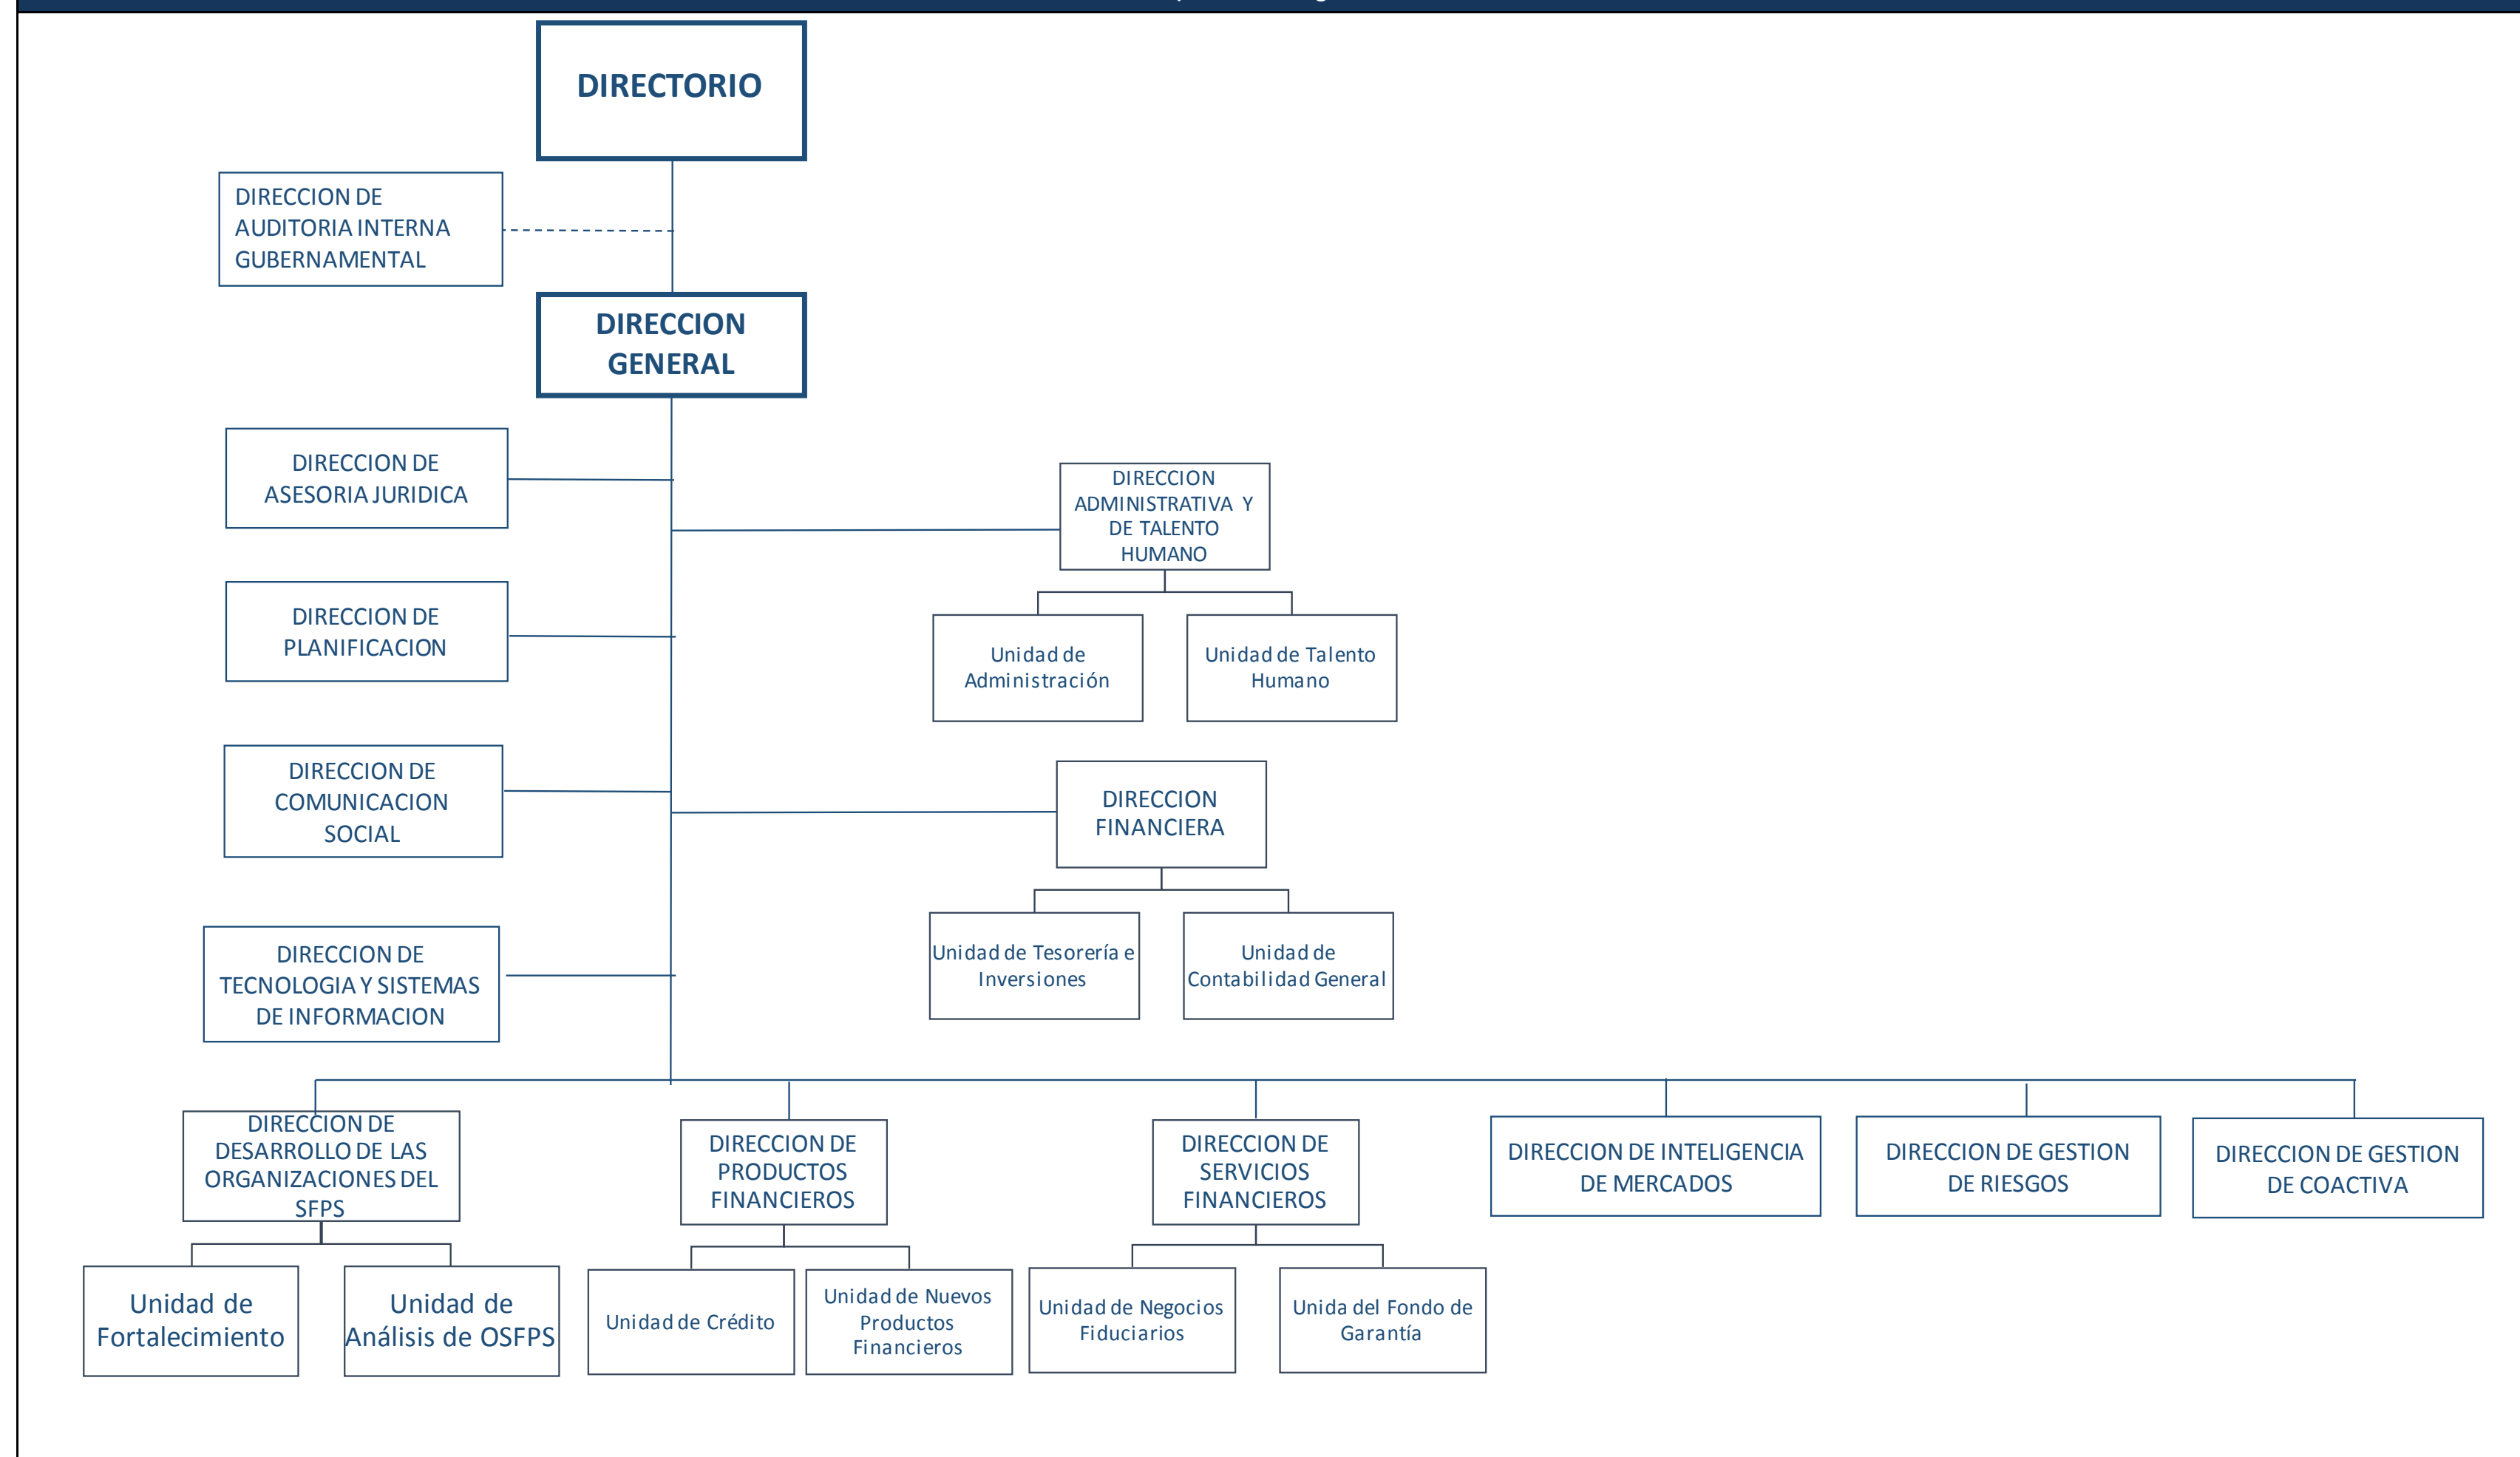 DIRECTORIO
DIRECCION DE
AUDITORIA INTERNA
GUBERNAMENTAL
DIRECCION
GENERAL
DIRECCION DE
ASESORIA JURIDICA
DIRECCION
ADMINISTRATIVA Y
DE TALENTO
HUMANO
DIRECCION DE
PLANIFICACION
Unidad de
Administración
Unidad de Talento
Humano
DIRECCION DE
COMUNICACION
SOCIAL
DIRECCION
FINANCIERA
DIRECCION DE
TECNOLOGIA Y SISTEMAS
DE INFORMACION
Unidad de Tesorería e
Inversiones
Unidad de
Contabilidad General
DIRECCION DE
DESARROLLO DE LAS
ORGANIZACIONES DEL
SFPS
DIRECCION DE
PRODUCTOS
FINANCIEROS
DIRECCION DE
SERVICIOS
FINANCIEROS
DIRECCION DE INTELIGENCIA
DE MERCADOS
DIRECCION DE GESTION
DE RIESGOS
DIRECCION DE GESTION
DE COACTIVA
Unidad de
Fortalecimiento
Unidad de
Análisis de OSFPS
Unidad de Crédito
Unidad de Nuevos
Productos
Financieros
Unidad de Negocios
Fiduciarios
Unida del Fondo de
Garantía